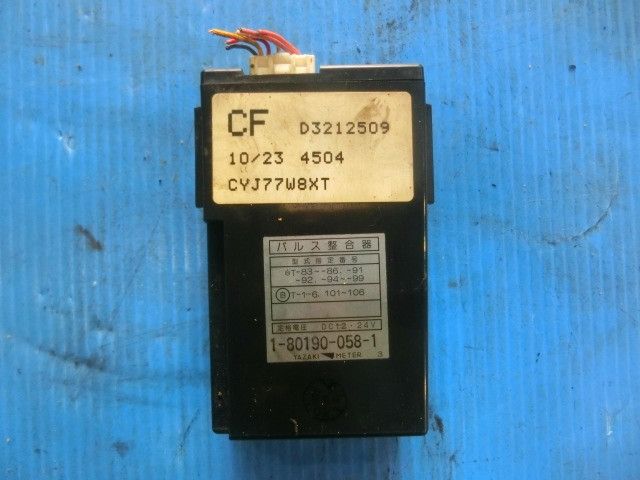 CF D3212509
10/23 4504
CYJ77W8XT
パルス整合器
型式指定番号
T-83~-86, -91
-92, -94~-99
Ⓑ T-1-6, 101-106
定格電圧 DC12・24V
1-80190-058-1
YAZAKI METER 3